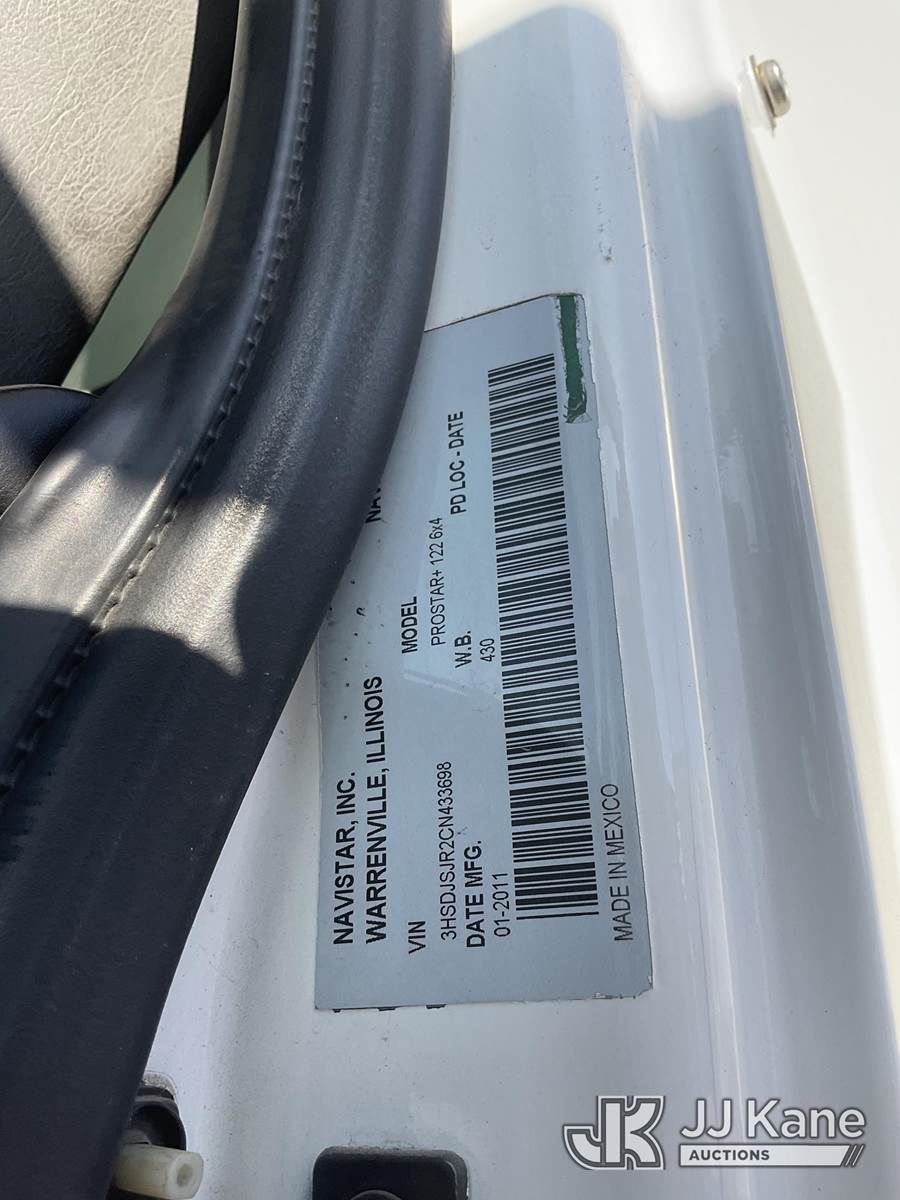 NAVISTAR, INC.
WARRENVILLE, ILLINOIS
VIN MODEL
3HSDJSJR2CN433698 PROSTAR+ 122 6x4
DATE MFG. W.B. PD LOC - DATE
01-2011 430
MADE IN MEXICO
JK JJ Kane
AUCTIONS